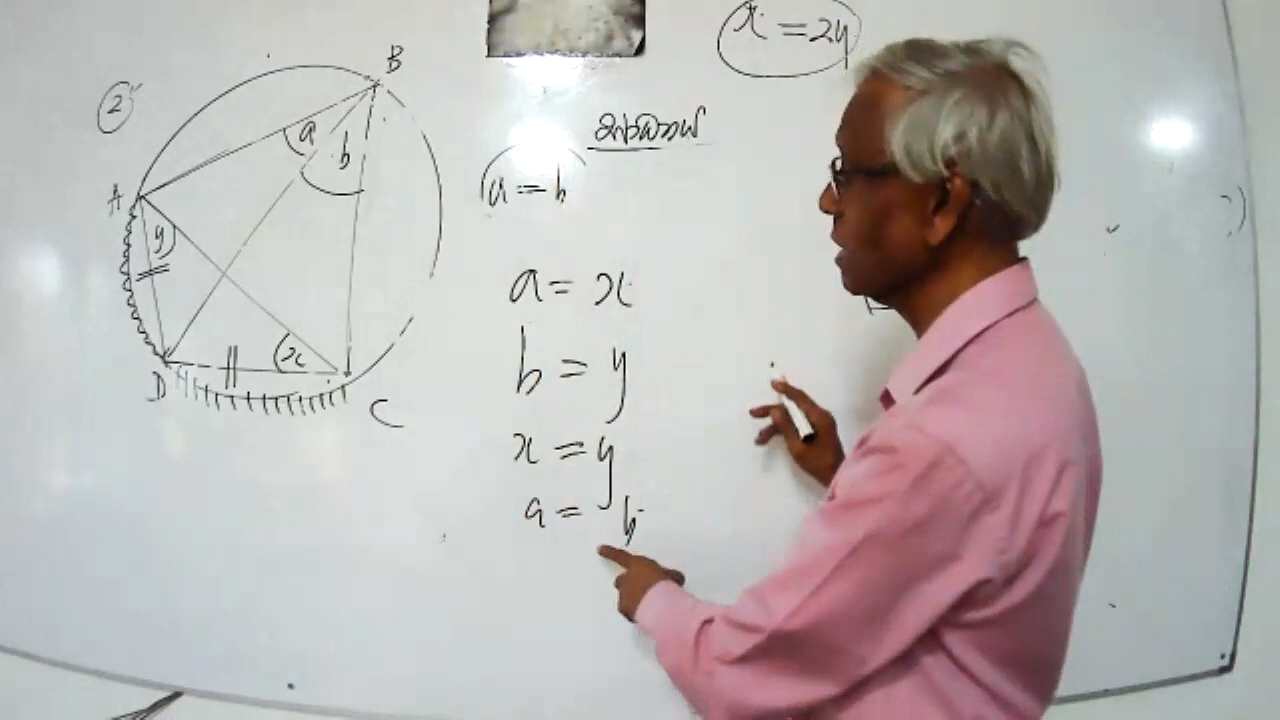 x = 2y
2
B
a
b
A
y
x
D
C
a = b
a = x
b = y
x = y
a = b